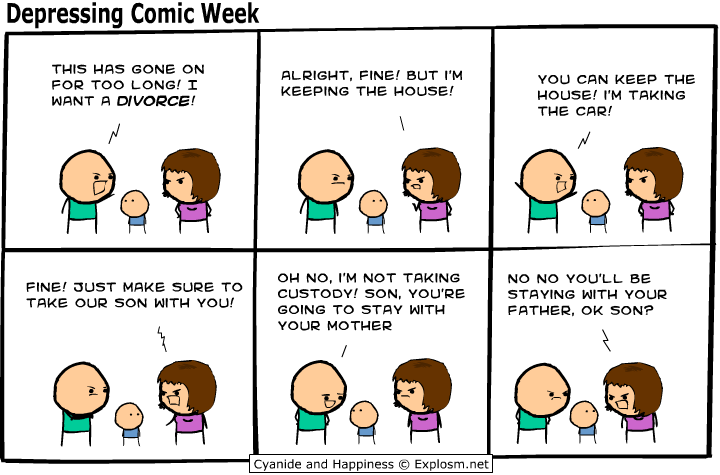 Depressing Comic Week
THIS HAS GONE ON
FOR TOO LONG! I
WANT A DIVORCE!
ALRIGHT, FINE! BUT I'M
KEEPING THE HOUSE!
YOU CAN KEEP THE
HOUSE! I'M TAKING
THE CAR!
FINE! JUST MAKE SURE TO
TAKE OUR SON WITH YOU!
OH NO, I'M NOT TAKING
CUSTODY! SON, YOU'RE
GOING TO STAY WITH
YOUR MOTHER
NO NO YOU'LL BE
STAYING WITH YOUR
FATHER, OK SON?
Cyanide and Happiness © Explosm.net